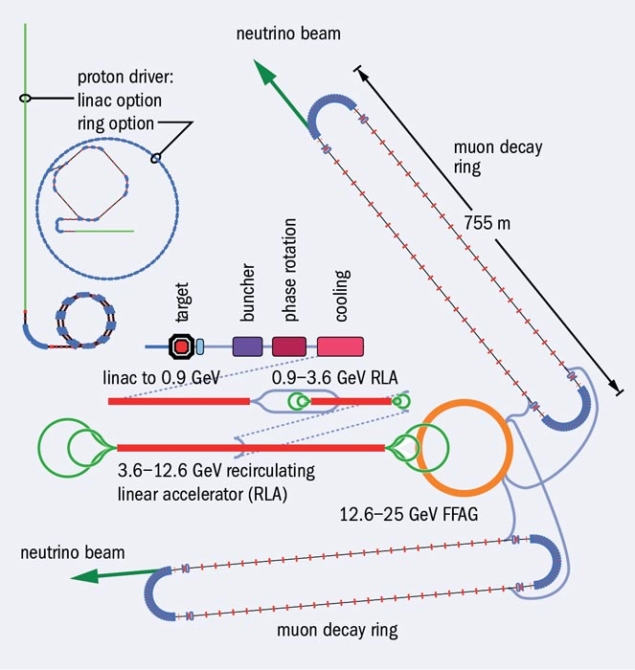 neutrino beam
proton driver:
linac option
ring option
muon decay
ring
755 m
target
buncher
phase rotation
cooling
linac to 0.9 GeV
0.9–3.6 GeV RLA
3.6–12.6 GeV recirculating
linear accelerator (RLA)
12.6–25 GeV FFAG
neutrino beam
muon decay ring